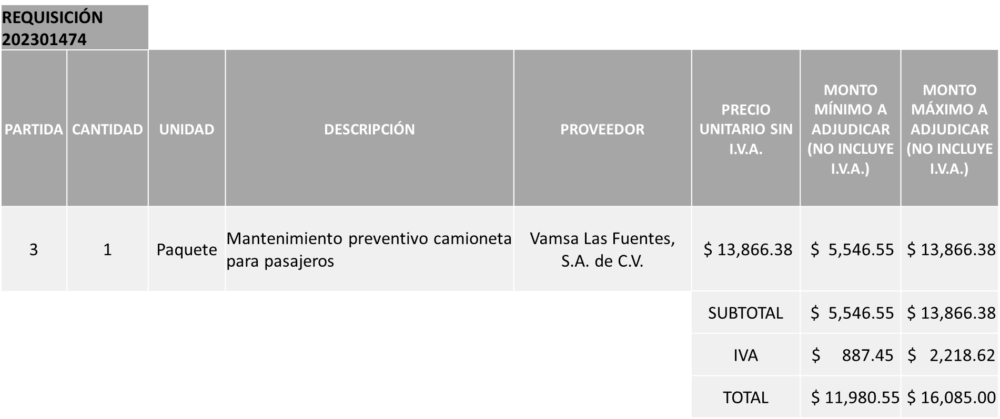 REQUISICIÓN
202301474
PARTIDA CANTIDAD UNIDAD DESCRIPCIÓN PROVEEDOR PRECIO UNITARIO SIN I.V.A. MONTO MÍNIMO A ADJUDICAR (NO INCLUYE I.V.A.) MONTO MÁXIMO A ADJUDICAR (NO INCLUYE I.V.A.)
3 1 Paquete Mantenimiento preventivo camioneta para pasajeros Vamsa Las Fuentes, S.A. de C.V. $ 13,866.38 $ 5,546.55 $ 13,866.38
SUBTOTAL $ 5,546.55 $ 13,866.38
IVA $ 887.45 $ 2,218.62
TOTAL $ 11,980.55 $ 16,085.00